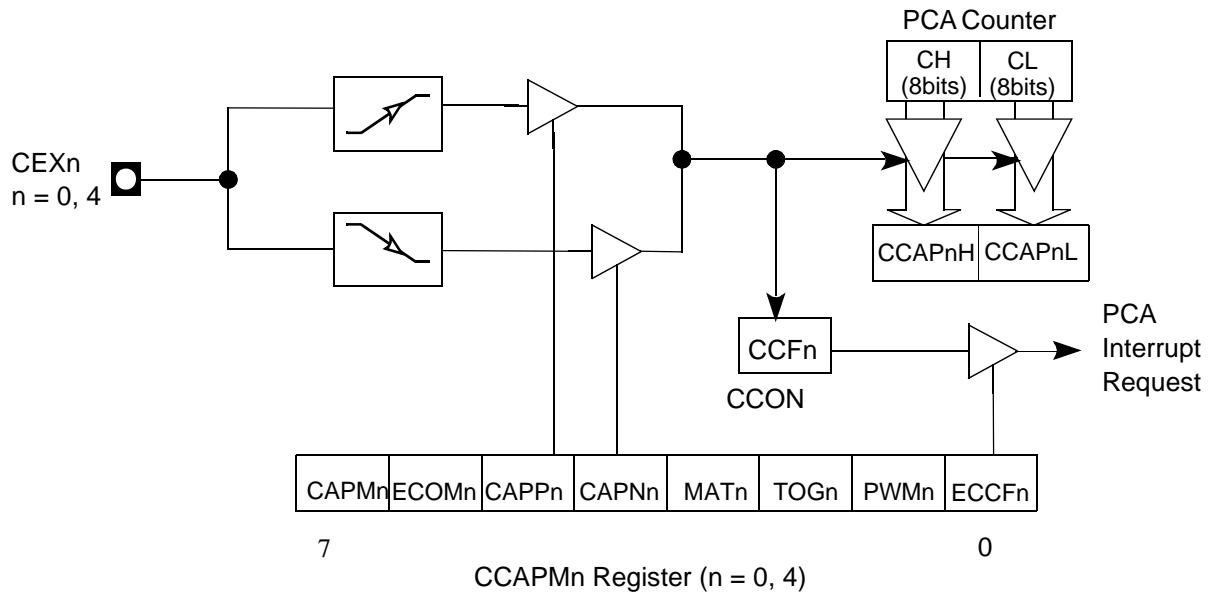 PCA Counter
CH
(8bits)
CL
(8bits)
CEXn
n = 0, 4
CCAPnH
CCAPnL
CCFn
CCON
PCA
Interrupt
Request
CAPMn ECOMn CAPPn CAPNn MATn TOGn PWMn ECCFn
7
0
CCAPMn Register (n = 0, 4)